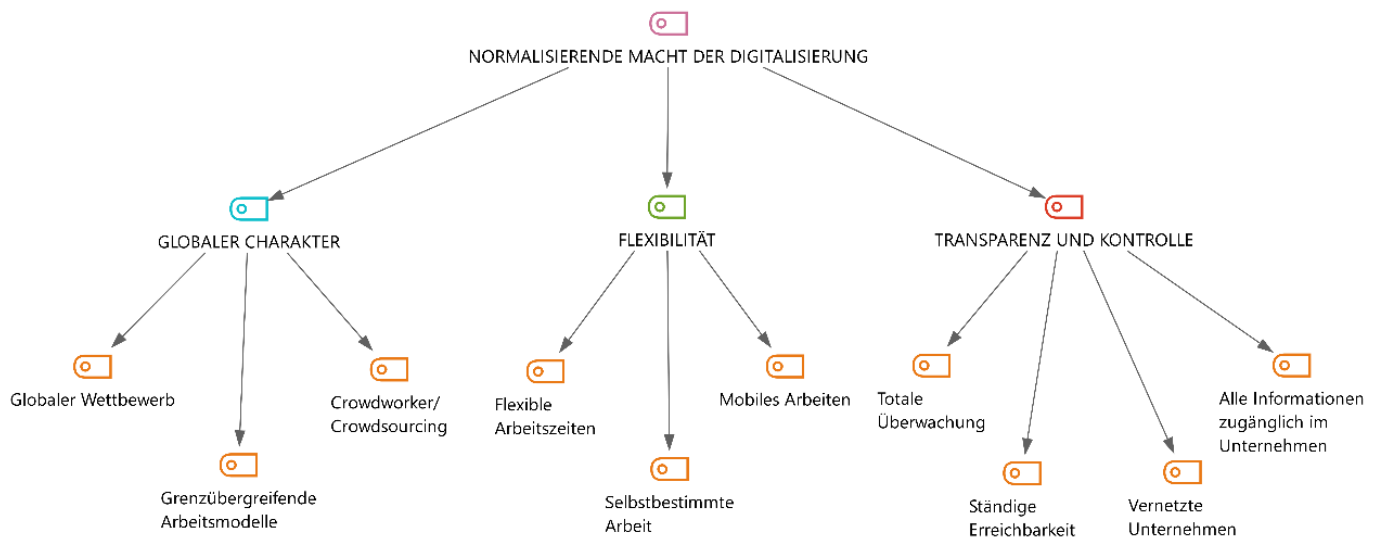 NORMALISIERENDE MACHT DER DIGITALISIERUNG
GLOBALER CHARAKTER
FLEXIBILITÄT
TRANSPARENZ UND KONTROLLE
Globaler Wettbewerb
Grenzübergreifende
Arbeitsmodelle
Crowdworker/
Crowdsourcing
Flexible
Arbeitszeiten
Selbstbestimmte
Arbeit
Mobiles Arbeiten
Totale
Überwachung
Ständige
Erreichbarkeit
Vernetzte
Unternehmen
Alle Informationen
zugänglich im
Unternehmen